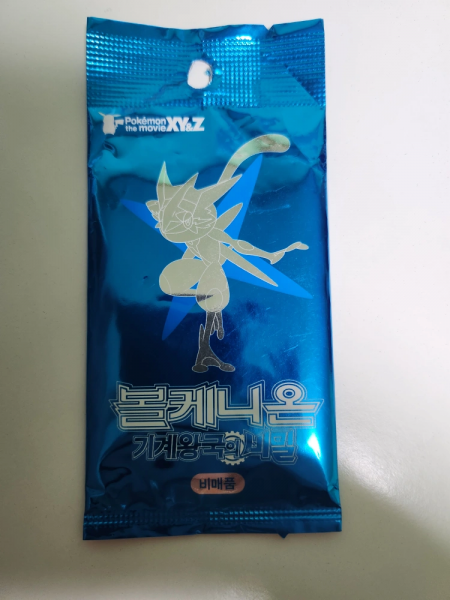 Pokémon
the movie XY&Z
볼케니온
기계왕국의 비밀
비매품